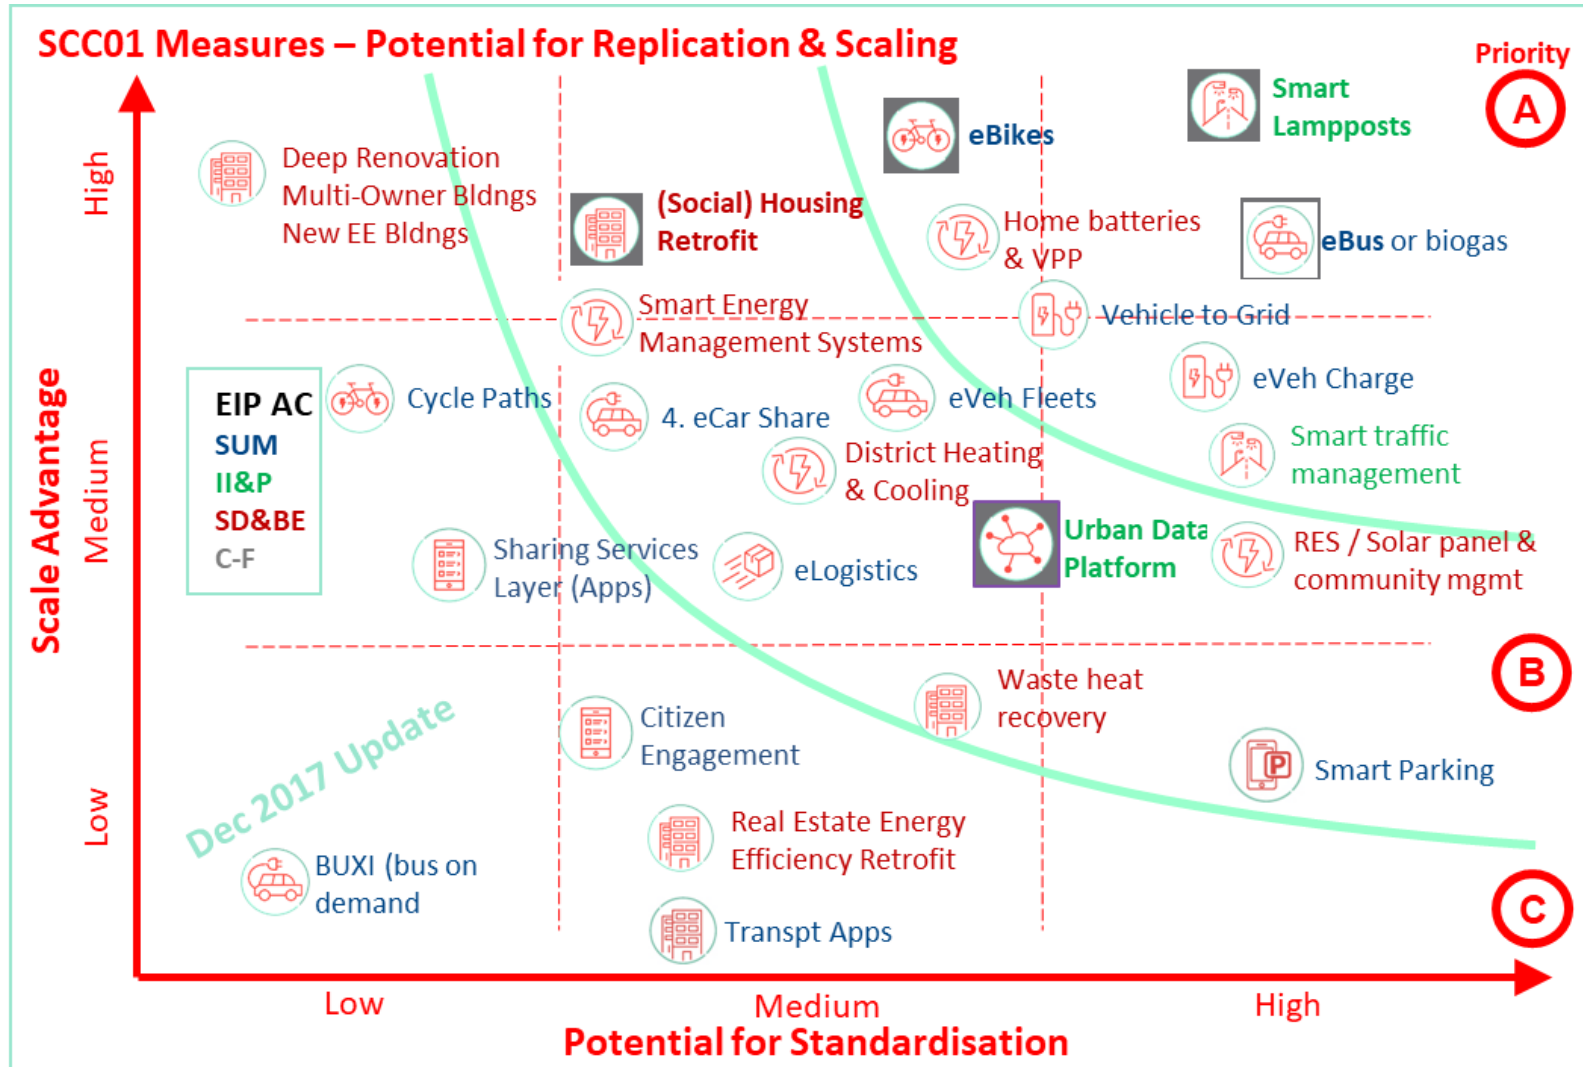 SCC01 Measures – Potential for Replication & Scaling
Priority
A
Smart
Lampposts
eBikes
High
Deep Renovation
Multi-Owner Bldngs
New EE Bldngs
(Social) Housing
Retrofit
Home batteries
& VPP
eBus or biogas
Smart Energy
Management Systems
Vehicle to Grid
Scale Advantage
EIP AC
SUM
II&P
SD&BE
C-F
Cycle Paths
4. eCar Share
eVeh Fleets
eVeh Charge
Medium
District Heating
& Cooling
Smart traffic
management
Sharing Services
Layer (Apps)
eLogistics
Urban Data
Platform
RES / Solar panel &
community mgmt
B
Waste heat
recovery
Dec 2017 Update
Citizen
Engagement
P
Smart Parking
Low
Real Estate Energy
Efficiency Retrofit
BUXI (bus on
demand
C
Transpt Apps
Low
Medium
High
Potential for Standardisation